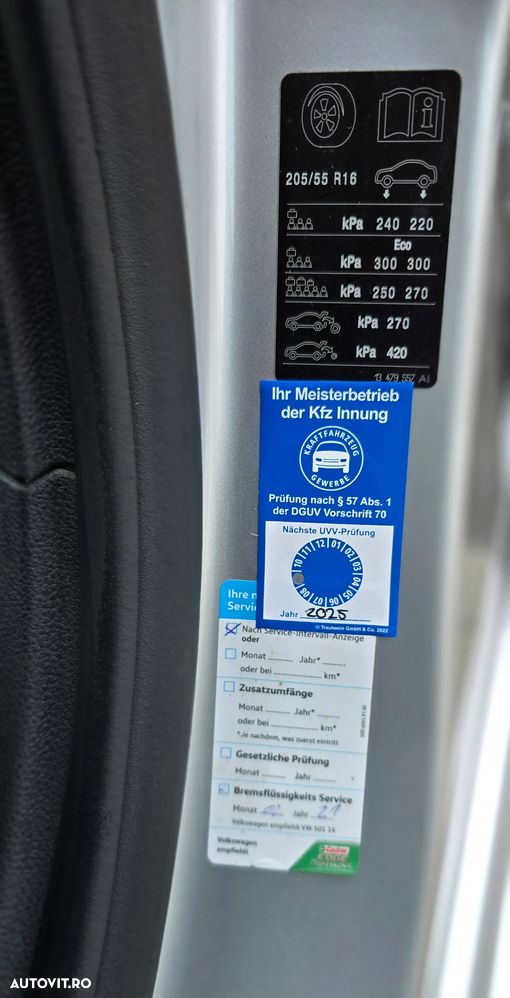 205/55 R16
kPa 240 220
Eco
kPa 300 300
kPa 250 270
kPa 270
kPa 420
Ihr Meisterbetrieb
der Kfz Innung
KRAFTFAHRZEUG
GEWERBE
Prüfung nach § 57 Abs. 1
der DGUV Vorschrift 70
Nächste UVV-Prüfung
10 11 12 01 02 03 04 05 06 07 08
Jahr 2025
© Trautwein GmbH & Co. 2022
Ihre n
Servic
Nach Service-Intervall-Anzeige
oder
Monat .......... Jahr* .........
oder bei .................... km*
Zusatzumfänge
Monat .......... Jahr* .........
oder bei .................... km*
*Je nachdem, was zuerst eintritt
Gesetzliche Prüfung
Monat .......... Jahr ..........
Bremsflüssigkeits Service
Monat Jahr 21
Volkswagen empfiehlt VW 501 14
Volkswagen
empfiehlt
Castrol
EDGE
PROFESSIONAL
AUTOVIT.RO